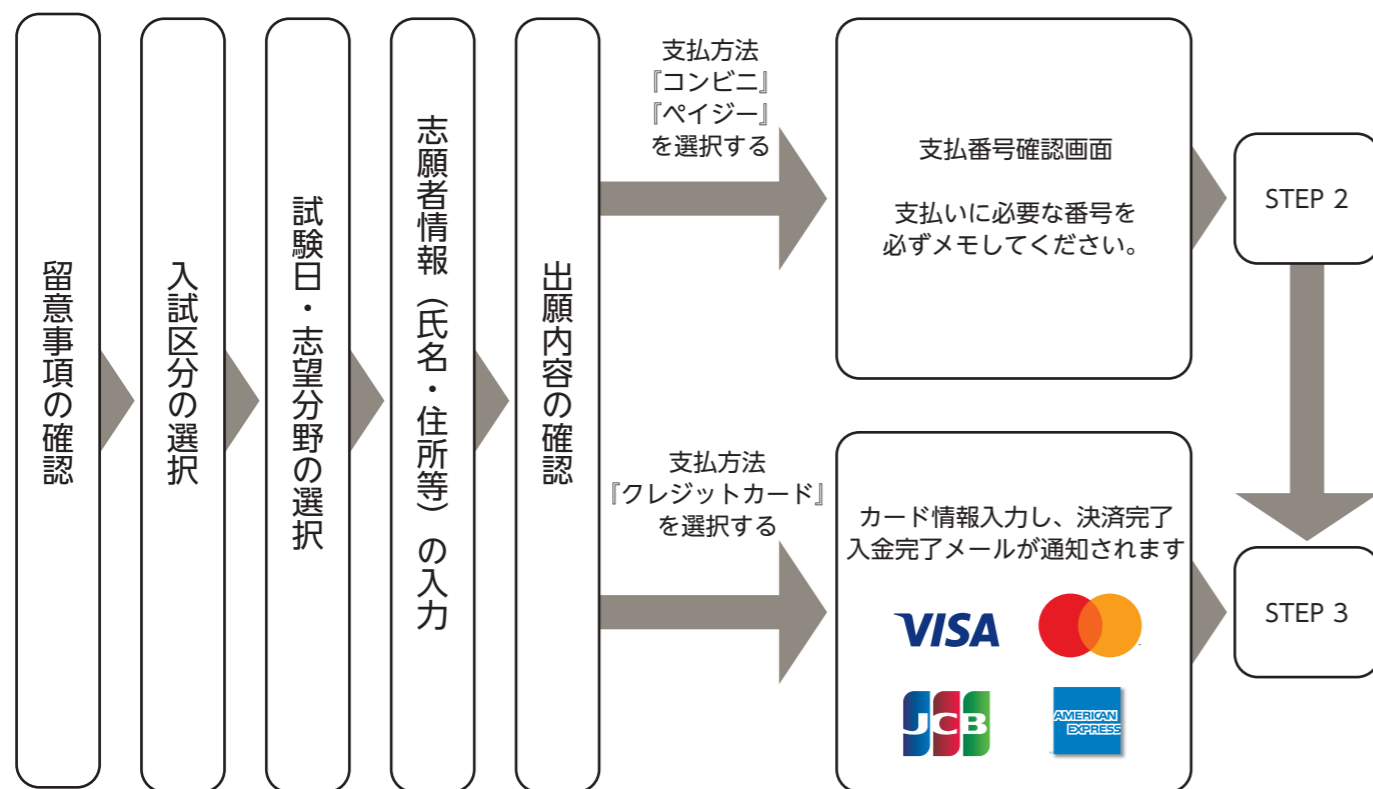 留意事項の確認
入試区分の選択
試験日・志望分野の選択
志願者情報（氏名・住所等）の入力
出願内容の確認
支払方法
『コンビニ』
『ペイジー』
を選択する
支払番号確認画面
支払いに必要な番号を
必ずメモしてください。
STEP 2
支払方法
『クレジットカード』
を選択する
カード情報入力し、決済完了
入金完了メールが通知されます
VISA
JCB
AMERICAN
EXPRESS
STEP 3